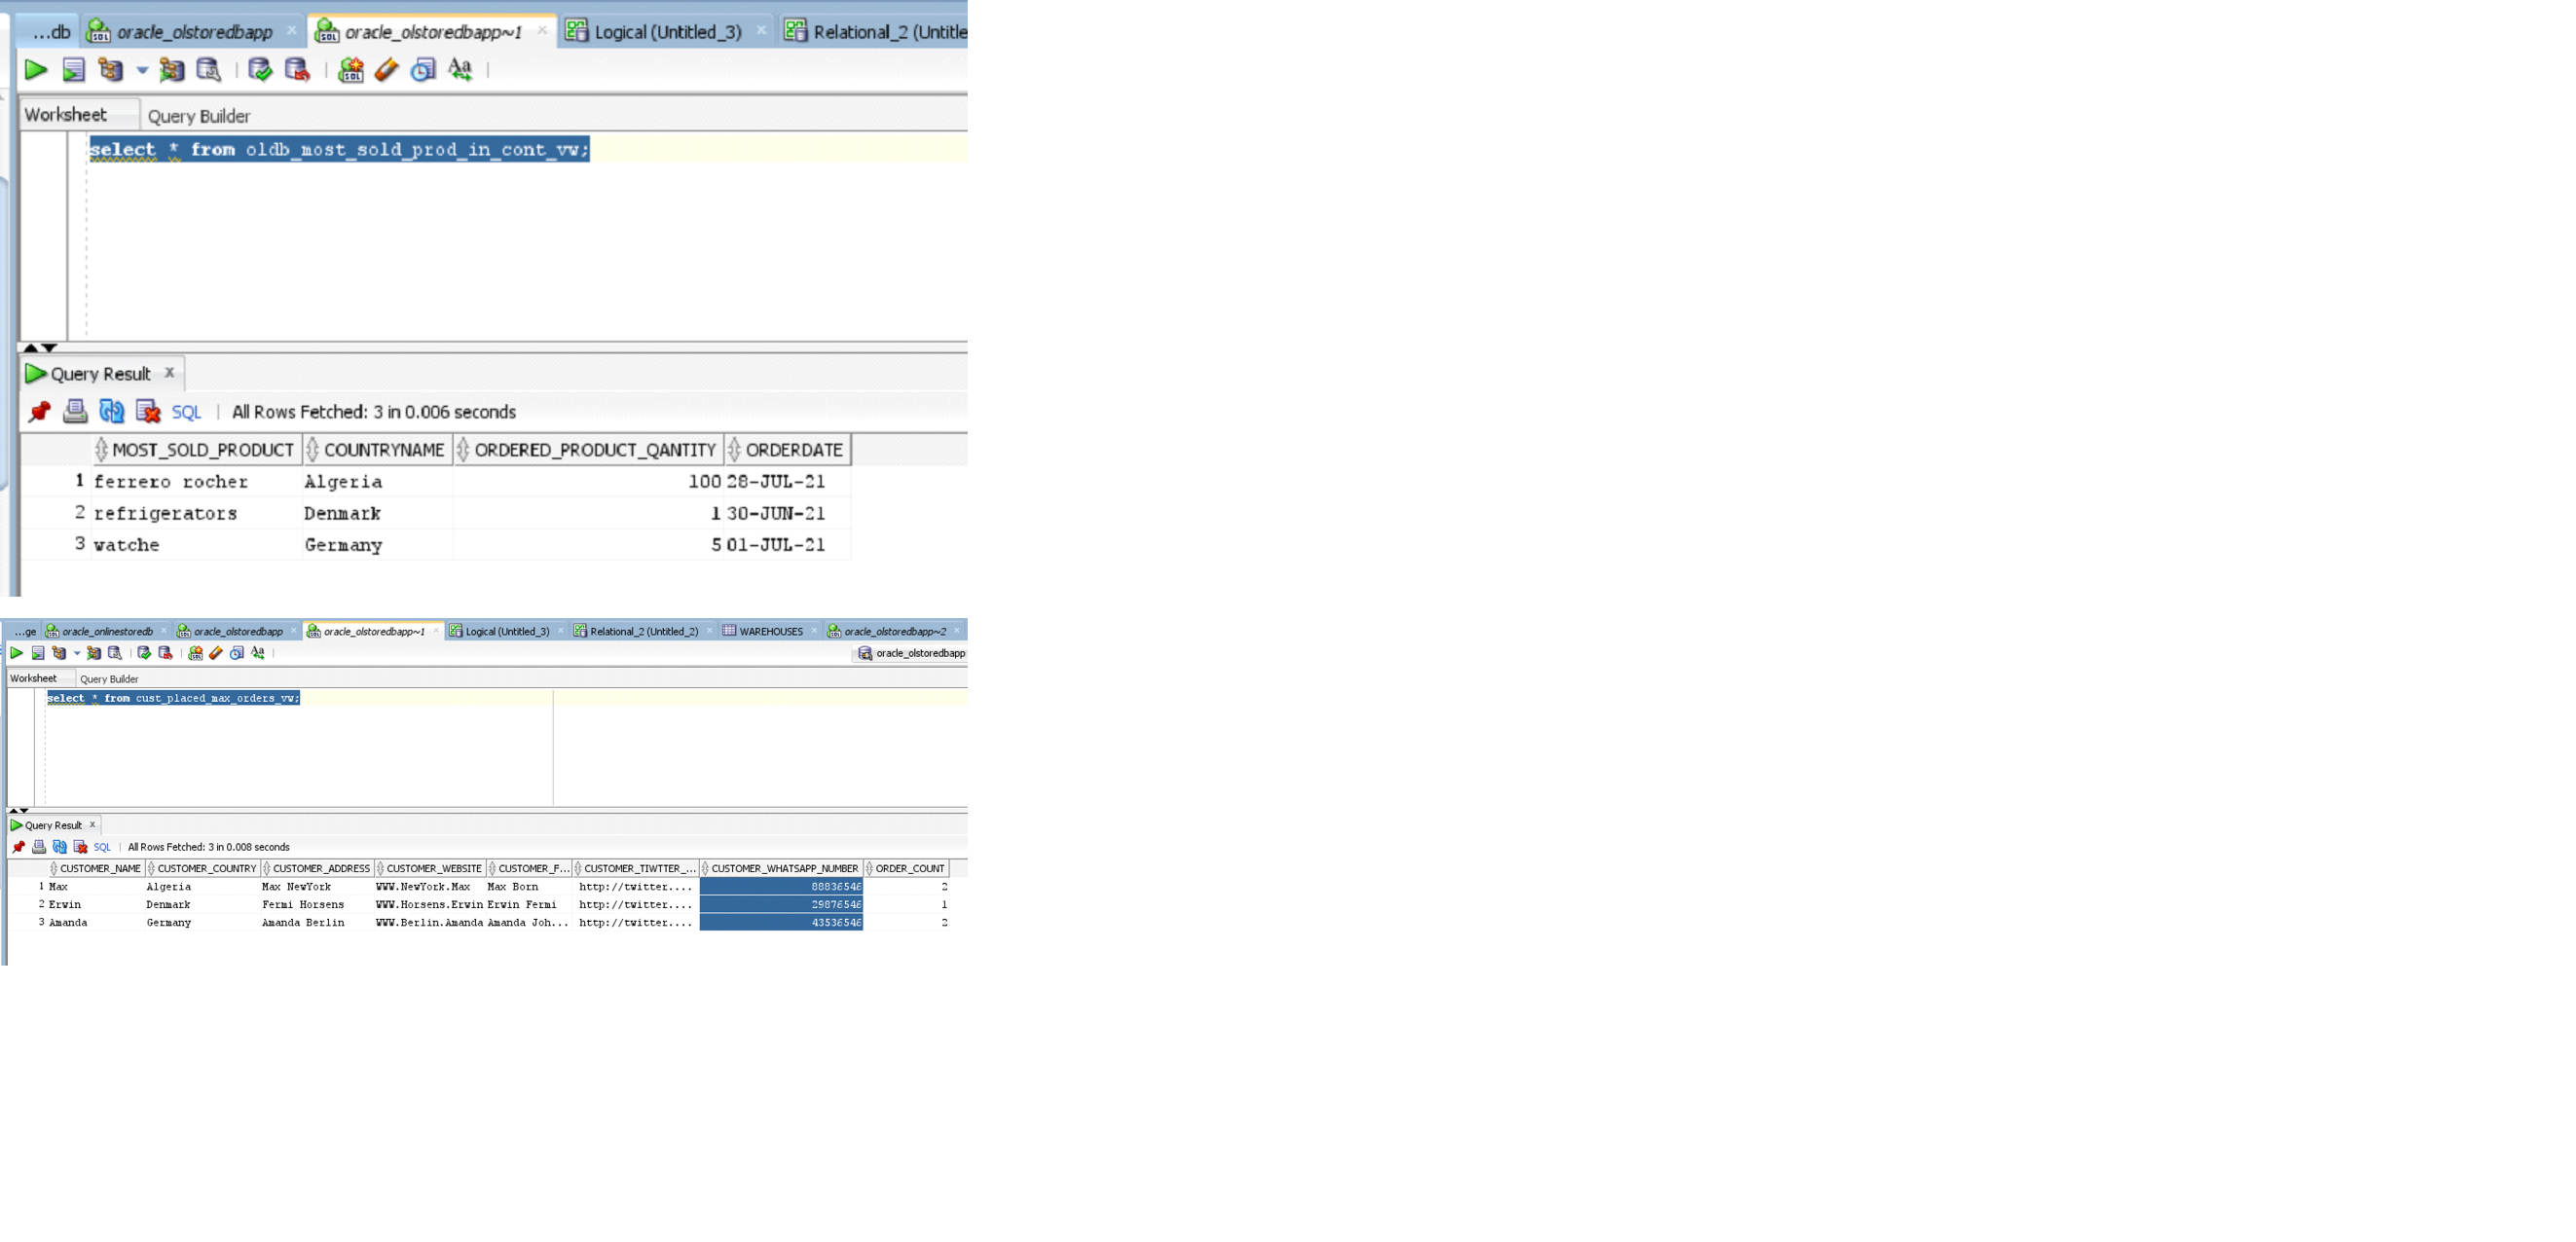 ...db oracle_olstoredbapp oracle_olstoredbapp~1 Logical (Untitled_3) Relational_2 (Untitle
Worksheet Query Builder
select * from oldb_most_sold_prod_in_cont_vw;
Query Result x
SQL | All Rows Fetched: 3 in 0.006 seconds
MOST_SOLD_PRODUCT COUNTRYNAME ORDERED_PRODUCT_QANTITY ORDERDATE
1 ferrero rocher Algeria 100 28-JUL-21
2 refrigerators Denmark 1 30-JUN-21
3 watche Germany 5 01-JUL-21
...ge oracle_onlinestoredb oracle_olstoredbapp oracle_olstoredbapp~1 Logical (Untitled_3) Relational_2 (Untitled_2) WAREHOUSES oracle_olstoredbapp~2
oracle_olstoredbapp
Worksheet Query Builder
select * from cust_placed_max_orders_vw;
Query Result x
SQL | All Rows Fetched: 3 in 0.008 seconds
CUSTOMER_NAME CUSTOMER_COUNTRY CUSTOMER_ADDRESS CUSTOMER_WEBSITE CUSTOMER_F... CUSTOMER_TIWTTER_... CUSTOMER_WHATSAPP_NUMBER ORDER_COUNT
1 Max Algeria Max NewYork WWW.NewYork.Max Max Born http://twitter.... 88836546 2
2 Erwin Denmark Fermi Horsens WWW.Horsens.Erwin Erwin Fermi http://twitter.... 29876546 1
3 Amanda Germany Amanda Berlin WWW.Berlin.Amanda Amanda Joh... http://twitter.... 43536546 2